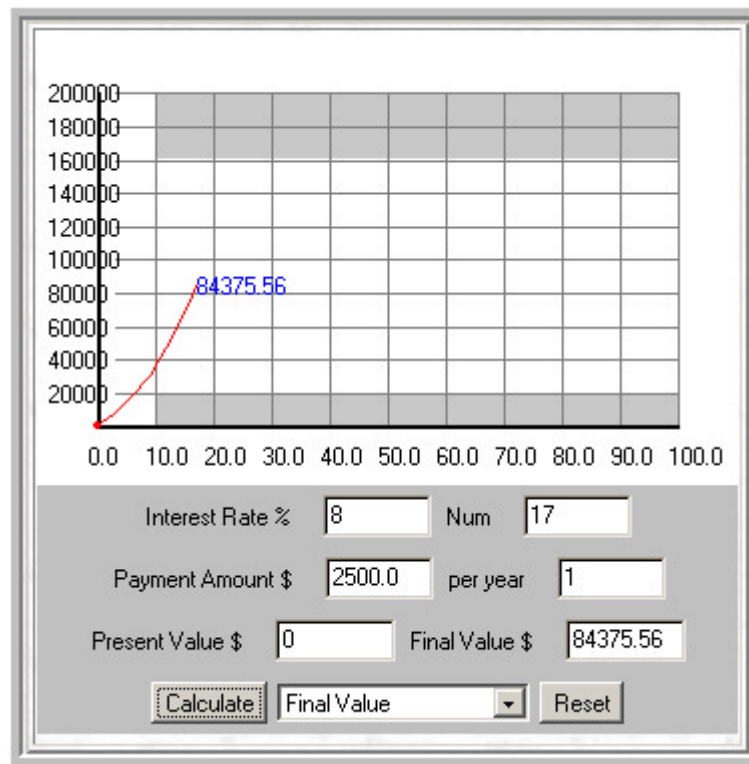 200000
180000
160000
140000
120000
100000
84375.56
80000
60000
40000
20000
0.0 10.0 20.0 30.0 40.0 50.0 60.0 70.0 80.0 90.0 100.0
Interest Rate % 8 Num 17
Payment Amount $ 2500.0 per year 1
Present Value $ 0 Final Value $ 84375.56
Calculate Final Value Reset